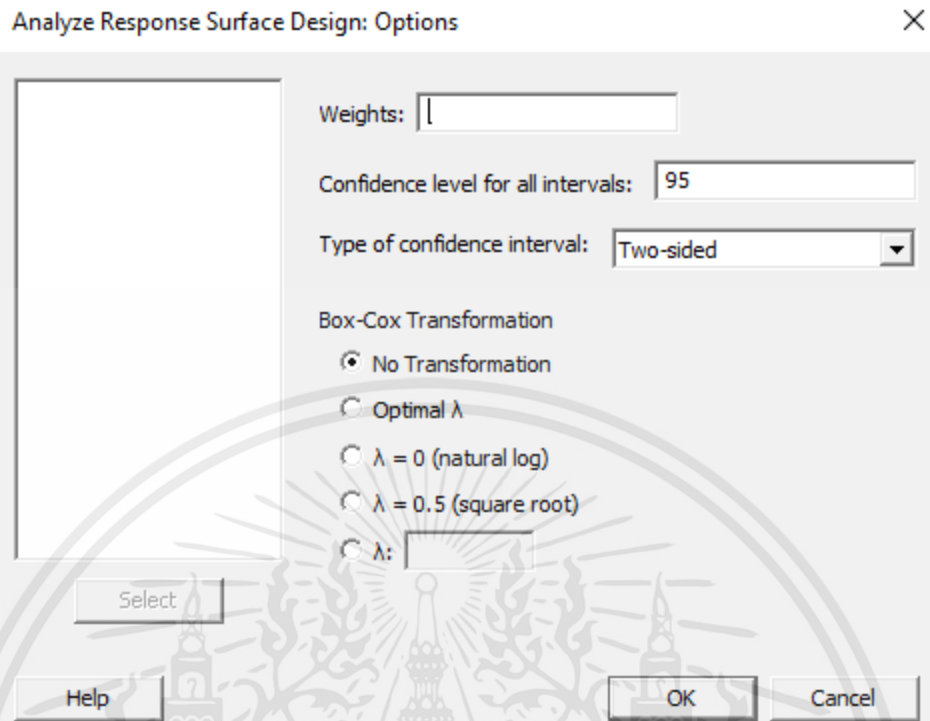 Analyze Response Surface Design: Options
Weights:
Confidence level for all intervals: 95
Type of confidence interval: Two-sided
Box-Cox Transformation
No Transformation
Optimal λ
λ = 0 (natural log)
λ = 0.5 (square root)
λ:
Select
Help OK Cancel